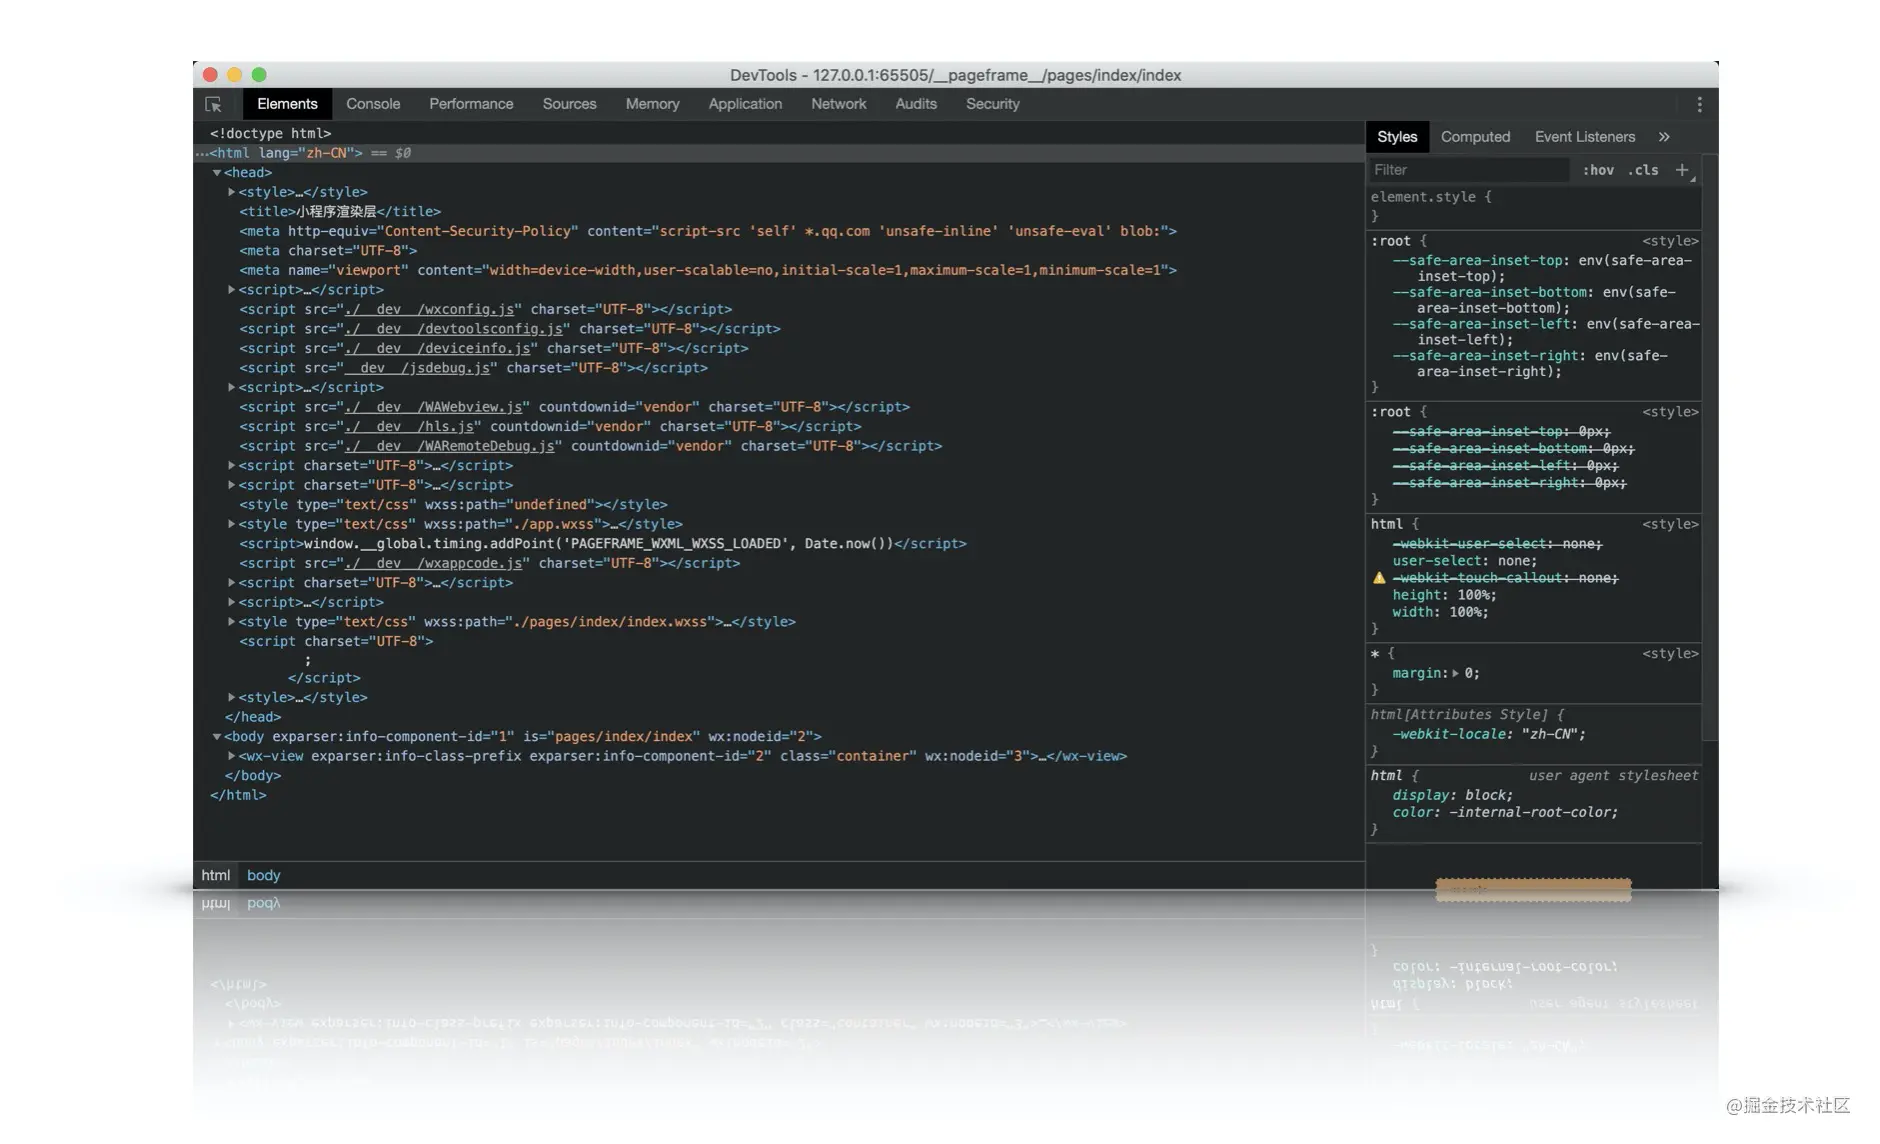 DevTools - 127.0.0.1:65505/__pageframe__/pages/index/index
Elements Console Performance Sources Memory Application Network Audits Security
<!doctype html>
...<html lang="zh-CN"> == $0
▼<head>
▶<style>…</style>
<title>小程序渲染层</title>
<meta http-equiv="Content-Security-Policy" content="script-src 'self' *.qq.com 'unsafe-inline' 'unsafe-eval' blob:">
<meta charset="UTF-8">
<meta name="viewport" content="width=device-width,user-scalable=no,initial-scale=1,maximum-scale=1,minimum-scale=1">
▶<script>…</script>
<script src="./__dev__/wxconfig.js" charset="UTF-8"></script>
<script src="./__dev__/devtoolsconfig.js" charset="UTF-8"></script>
<script src="./__dev__/deviceinfo.js" charset="UTF-8"></script>
<script src="__dev__/jsdebug.js" charset="UTF-8"></script>
▶<script>…</script>
<script src="./__dev__/WAWebview.js" countdownid="vendor" charset="UTF-8"></script>
<script src="./__dev__/hls.js" countdownid="vendor" charset="UTF-8"></script>
<script src="./__dev__/WARemoteDebug.js" countdownid="vendor" charset="UTF-8"></script>
▶<script charset="UTF-8">…</script>
▶<script charset="UTF-8">…</script>
<style type="text/css" wxss:path="undefined"></style>
▶<style type="text/css" wxss:path="./app.wxss">…</style>
<script>window.__global.timing.addPoint('PAGEFRAME_WXML_WXSS_LOADED', Date.now())</script>
<script src="./__dev__/wxappcode.js" charset="UTF-8"></script>
▶<script charset="UTF-8">…</script>
▶<script>…</script>
▶<style type="text/css" wxss:path="./pages/index/index.wxss">…</style>
<script charset="UTF-8">
;
</script>
▶<style>…</style>
</head>
▼<body exparser:info-component-id="1" is="pages/index/index" wx:nodeid="2">
▶<wx-view exparser:info-class-prefix exparser:info-component-id="2" class="container" wx:nodeid="3">…</wx-view>
</body>
</html>
html body
Styles Computed Event Listeners »
Filter :hov .cls +
element.style {
}
:root { <style>
--safe-area-inset-top: env(safe-area-
inset-top);
--safe-area-inset-bottom: env(safe-
area-inset-bottom);
--safe-area-inset-left: env(safe-area-
inset-left);
--safe-area-inset-right: env(safe-
area-inset-right);
}
:root { <style>
--safe-area-inset-top: 0px;
--safe-area-inset-bottom: 0px;
--safe-area-inset-left: 0px;
--safe-area-inset-right: 0px;
}
html { <style>
-webkit-user-select: none;
user-select: none;
-webkit-touch-callout: none;
height: 100%;
width: 100%;
}
* { <style>
margin:▶ 0;
}
html[Attributes Style] {
-webkit-locale: "zh-CN";
}
html { user agent stylesheet
display: block;
color: -internal-root-color;
}
@掘金技术社区